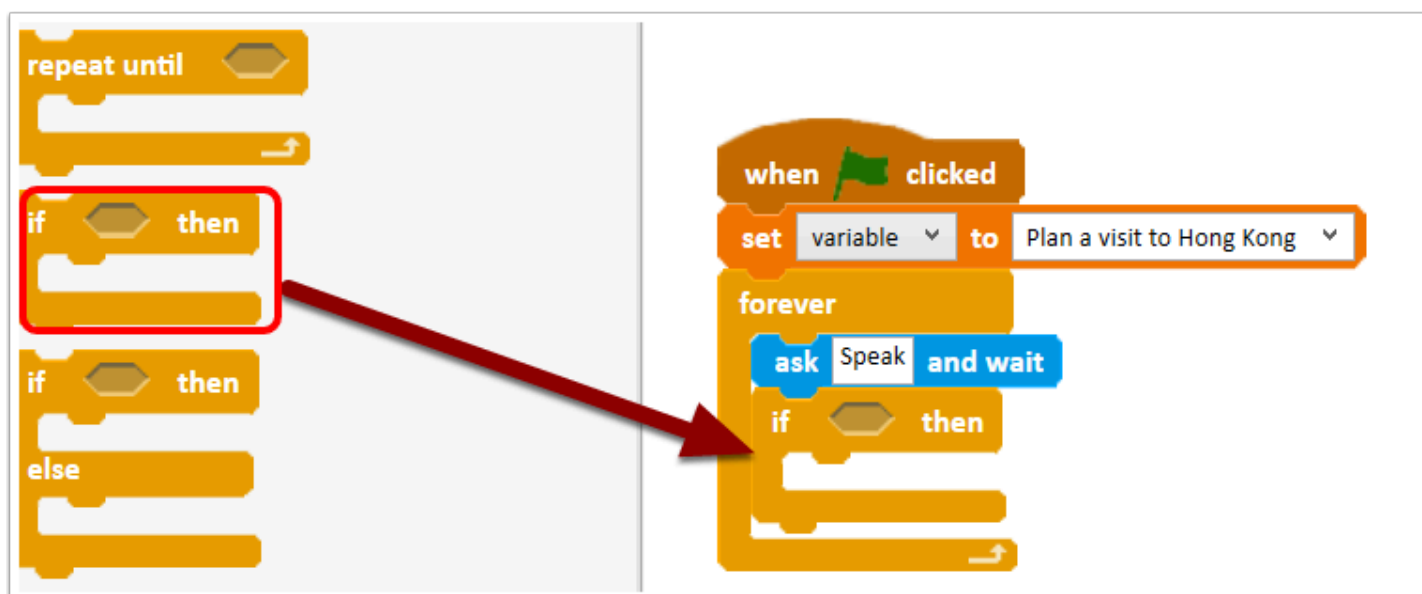 repeat until
if then
if then
else
when clicked
set variable to Plan a visit to Hong Kong
forever
ask Speak and wait
if then